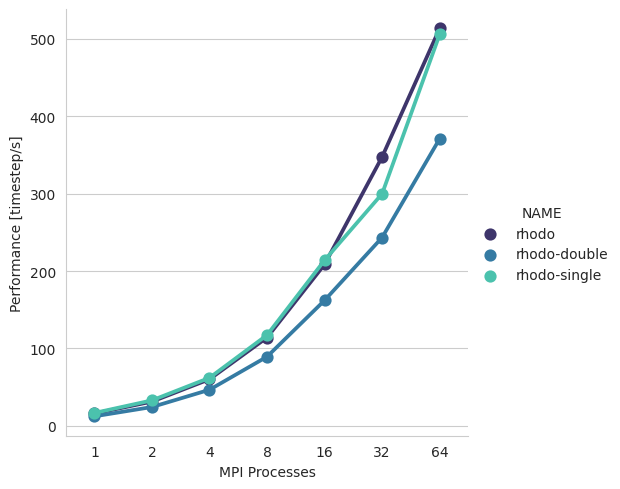 500
400
300
200
100
0
Performance [timestep/s]
1 2 4 8 16 32 64
MPI Processes
NAME
rhodo
rhodo-double
rhodo-single